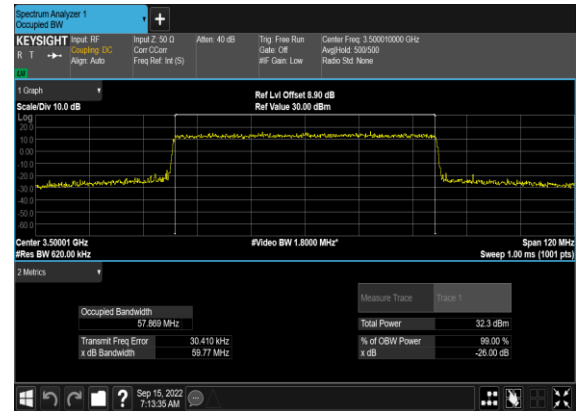 Spectrum Analyzer 1
Occupied BW
KEYSIGHT
R T
LXI
Input: RF
Coupling: DC
Align: Auto
Input Z: 50 Ω
Corr CCorr
Freq Ref: Int (S)
Atten: 40 dB
Trig: Free Run
Gate: Off
#IF Gain: Low
Center Freq: 3.500010000 GHz
Avg|Hold: 500/500
Radio Std: None
1 Graph
Scale/Div 10.0 dB
Ref Lvl Offset 8.90 dB
Ref Value 30.00 dBm
Log
20.0
10.0
0.00
-10.0
-20.0
-30.0
-40.0
-50.0
-60.0
Center 3.50001 GHz
#Video BW 1.8000 MHz*
Span 120 MHz
#Res BW 620.00 kHz
Sweep 1.00 ms (1001 pts)
2 Metrics
Measure Trace Trace 1
Occupied Bandwidth
57.869 MHz
Total Power 32.3 dBm
Transmit Freq Error 30.410 kHz
% of OBW Power 99.00 %
x dB Bandwidth 59.77 MHz
x dB -26.00 dB
?
Sep 15, 2022
7:13:35 AM